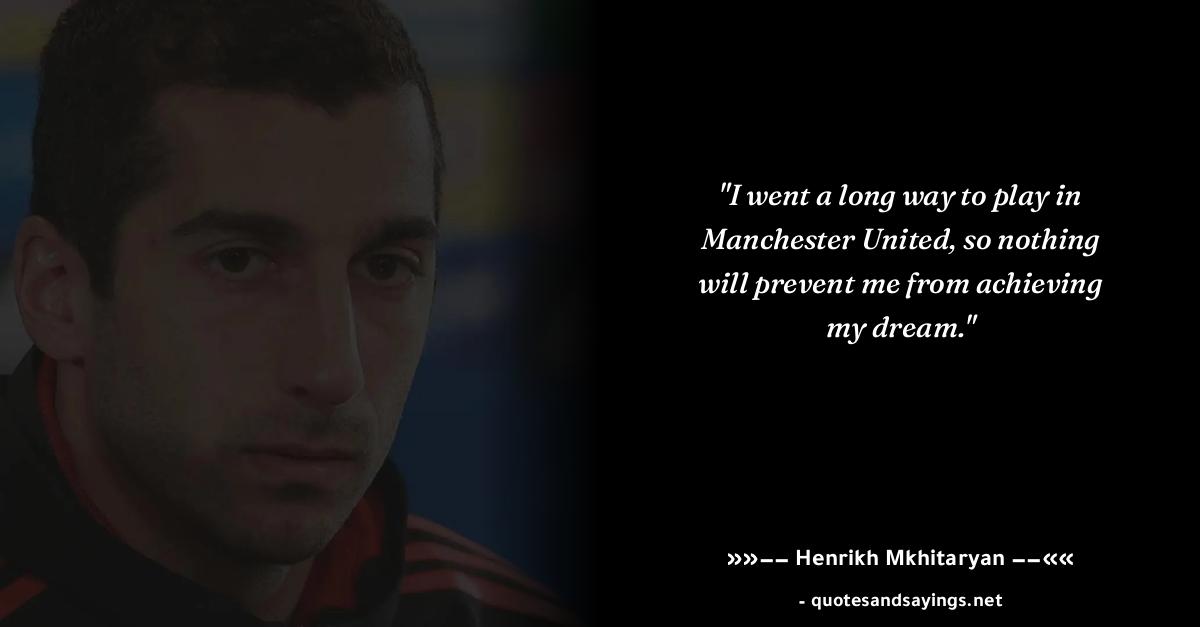 "I went a long way to play in
Manchester United, so nothing
will prevent me from achieving
my dream."
»»−− Henrikh Mkhitaryan −−««
- quotesandsayings.net